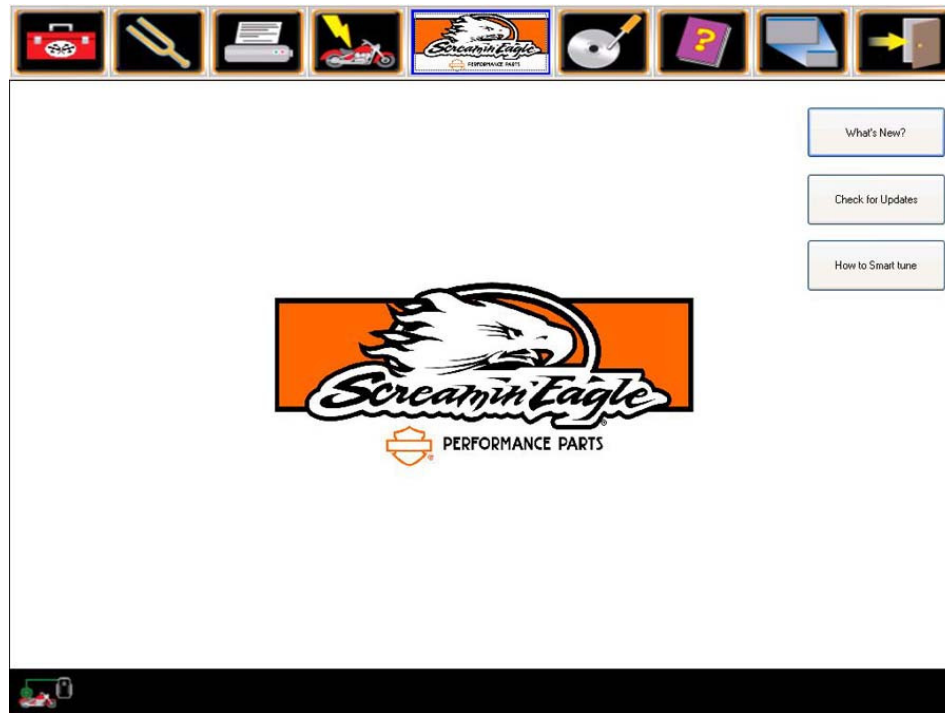 Screamin' Eagle
PERFORMANCE PARTS
?
What's New?
Check for Updates
How to Smart tune
Screamin' Eagle
®
PERFORMANCE PARTS
®